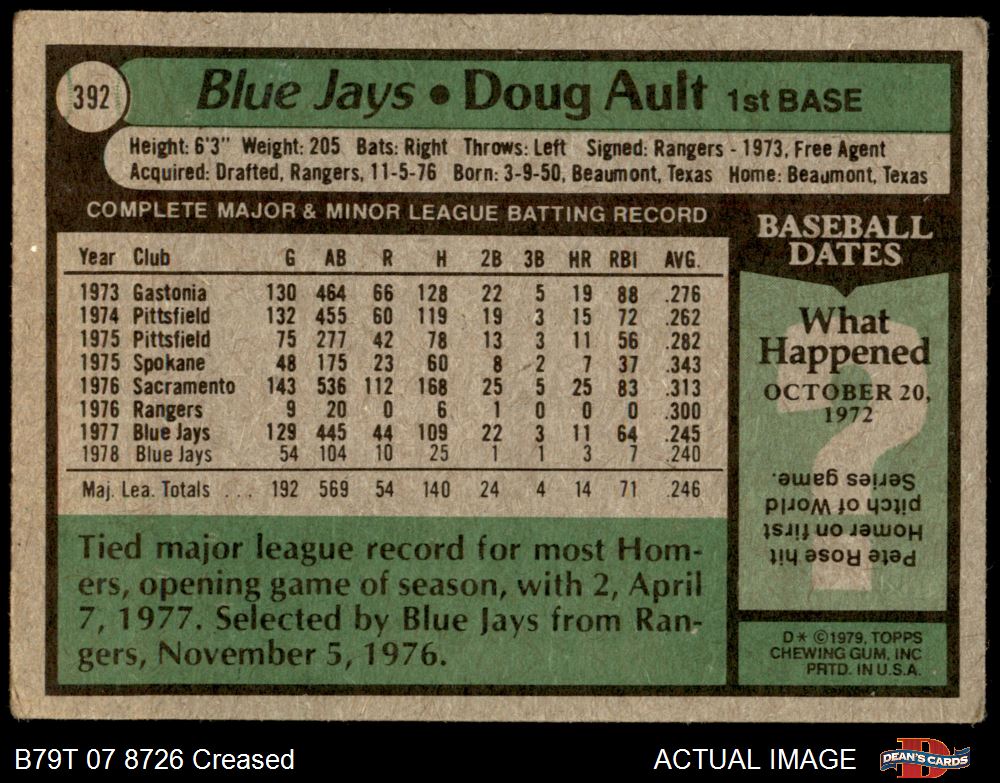 392
Blue Jays • Doug Ault 1st BASE
Height: 6'3" Weight: 205 Bats: Right Throws: Left Signed: Rangers - 1973, Free Agent
Acquired: Drafted, Rangers, 11-5-76 Born: 3-9-50, Beaumont, Texas Home: Beaumont, Texas
COMPLETE MAJOR & MINOR LEAGUE BATTING RECORD
Year Club G AB R H 2B 3B HR RBI AVG.
1973 Gastonia 130 464 66 128 22 5 19 88 .276
1974 Pittsfield 132 455 60 119 19 3 15 72 .262
1975 Pittsfield 75 277 42 78 13 3 11 56 .282
1975 Spokane 48 175 23 60 8 2 7 37 .343
1976 Sacramento 143 536 112 168 25 5 25 83 .313
1976 Rangers 9 20 0 6 1 0 0 0 .300
1977 Blue Jays 129 445 44 109 22 3 11 64 .245
1978 Blue Jays 54 104 10 25 1 1 3 7 .240
Maj. Lea. Totals ... 192 569 54 140 24 4 14 71 .246
Tied major league record for most Hom-
ers, opening game of season, with 2, April
7, 1977. Selected by Blue Jays from Ran-
gers, November 5, 1976.
BASEBALL
DATES
?
What
Happened
OCTOBER 20,
1972
Pete Rose hit
Homer on first
pitch of World
Series game.
D* ©1979, TOPPS
CHEWING GUM, INC
PRTD. IN U.S.A.
B79T 07 8726 Creased
ACTUAL IMAGE
D
DEAN'S CARDS